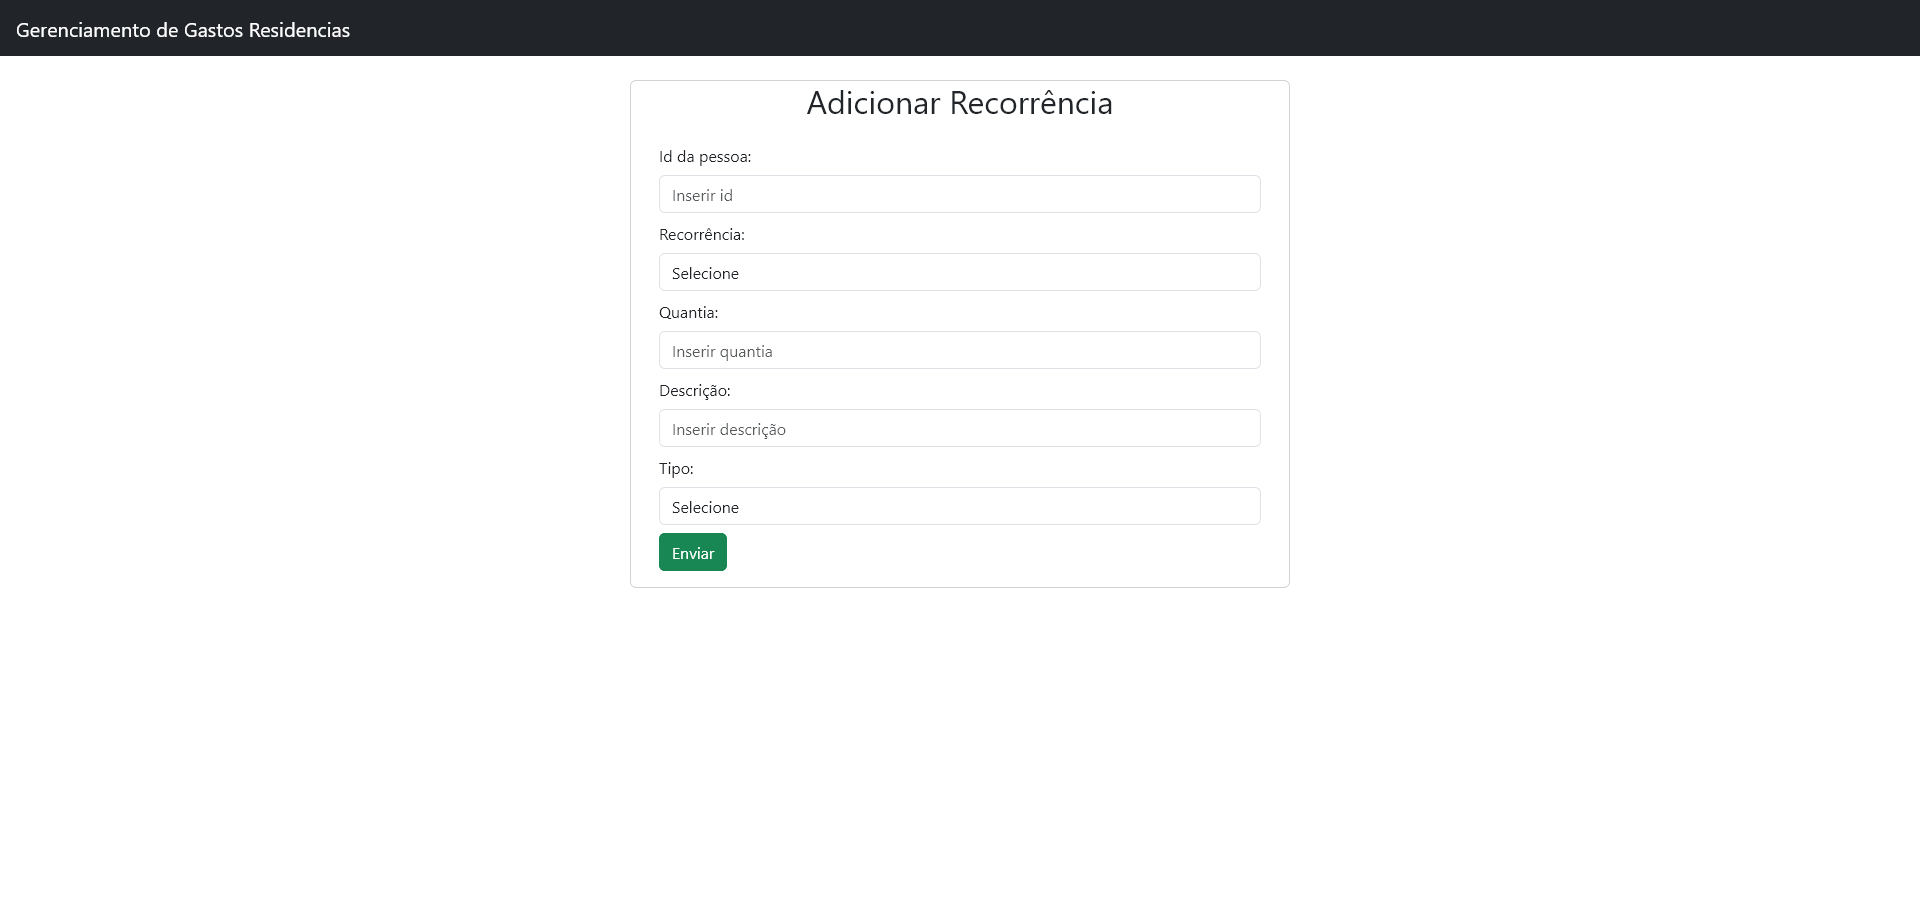 Gerenciamento de Gastos Residencias
Adicionar Recorrência
Id da pessoa:
Inserir id
Recorrência:
Selecione
Quantia:
Inserir quantia
Descrição:
Inserir descrição
Tipo:
Selecione
Enviar